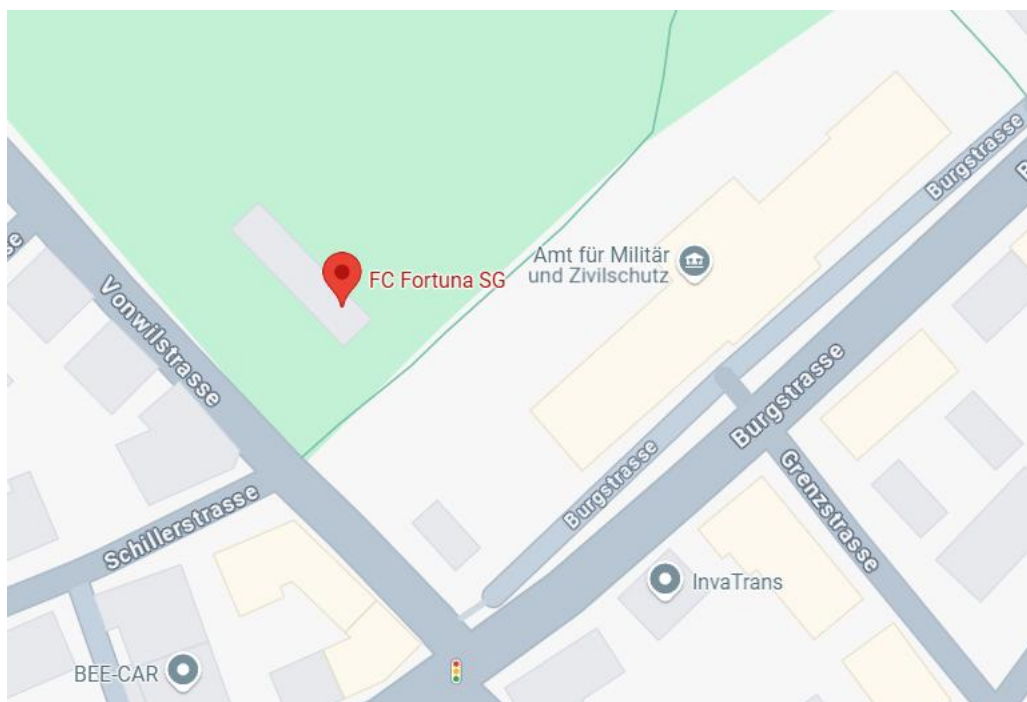 Burgstrasse
Amt für Militär
und Zivilschutz
FC Fortuna SG
Vonwilstrasse
Burgstrasse
Burgstrasse
Grenzstrasse
Schillerstrasse
InvaTrans
BEE-CAR